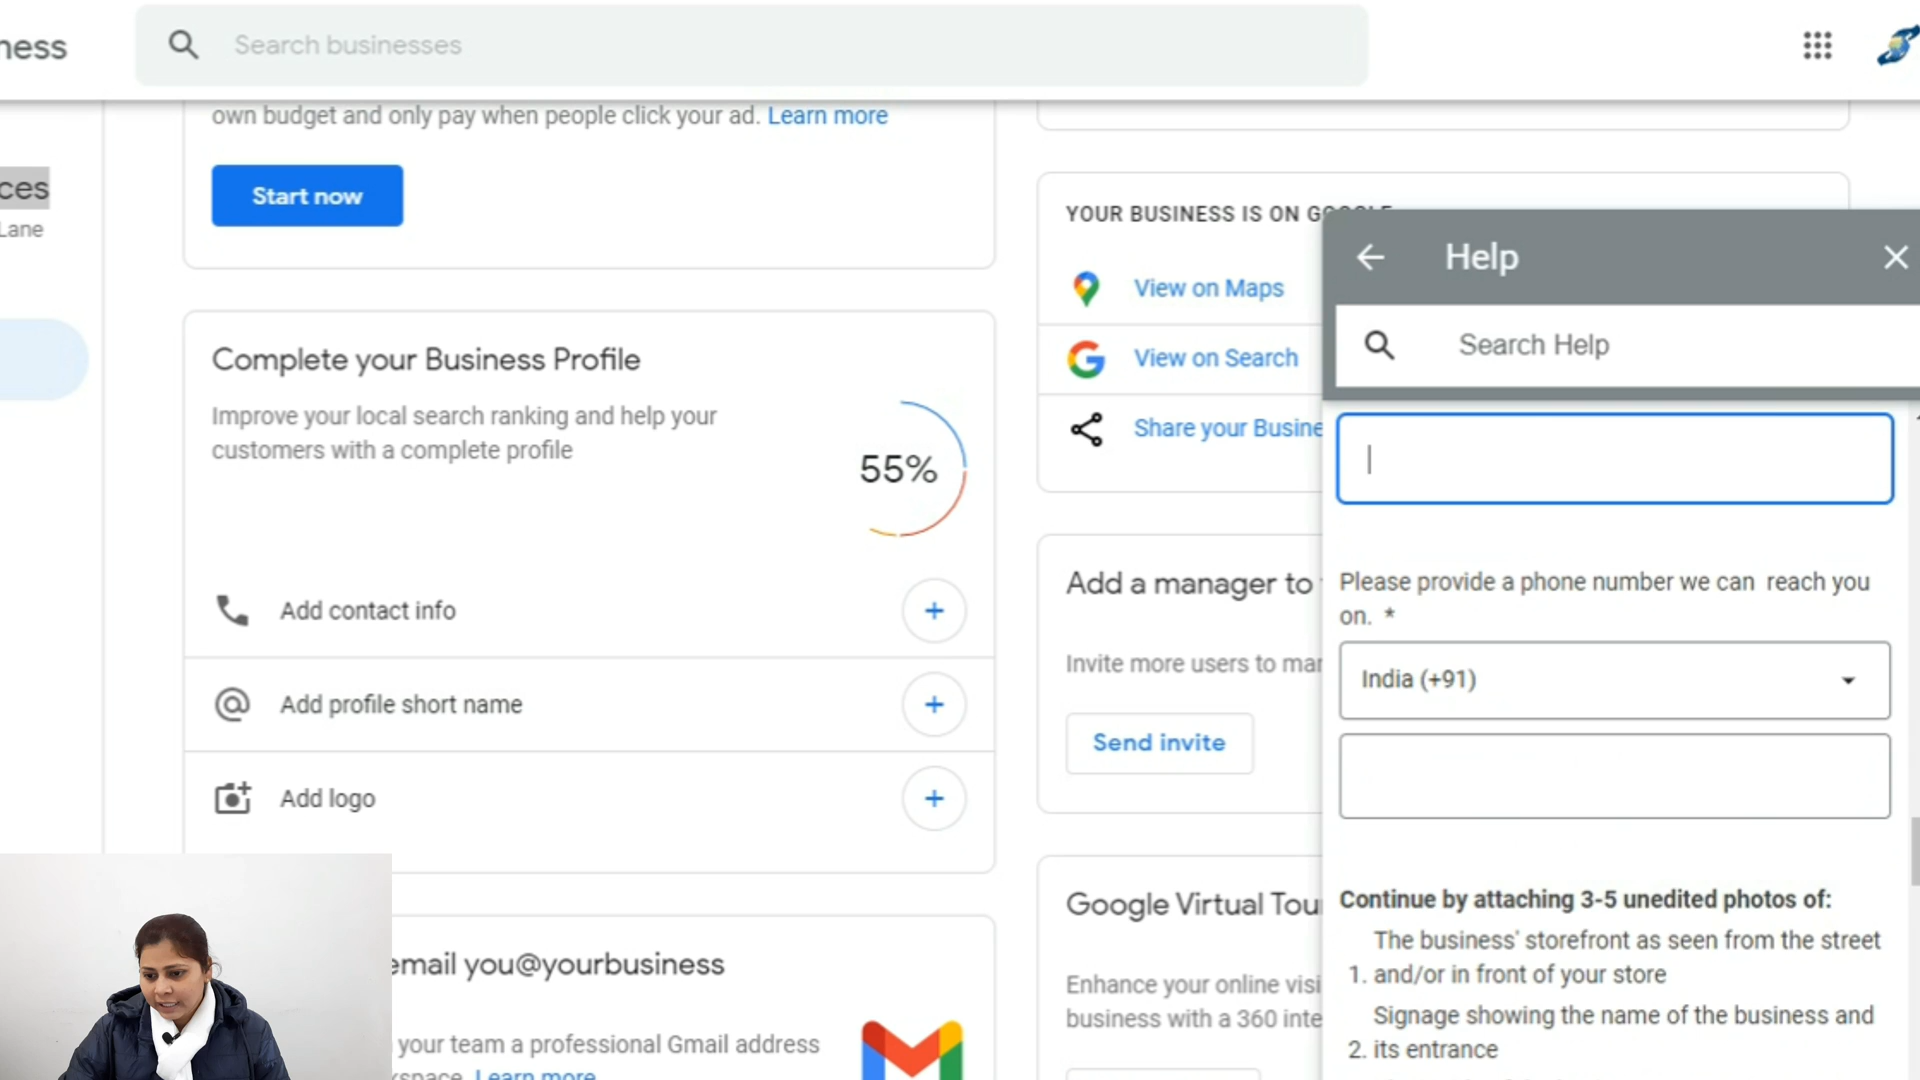 ness
Search businesses
own budget and only pay when people click your ad. Learn more
Start now
ces
Lane
Complete your Business Profile
Improve your local search ranking and help your
customers with a complete profile
55%
Add contact info
Add profile short name
Add logo
email you@yourbusiness
your team a professional Gmail address
kspace. Learn more
YOUR BUSINESS IS ON GOOGLE
View on Maps
View on Search
Share your Busine
Add a manager to
Invite more users to mar
Send invite
Google Virtual Tour
Enhance your online visi
business with a 360 inte
Help
Search Help
Please provide a phone number we can reach you
on. *
India (+91)
Continue by attaching 3-5 unedited photos of:
1. The business' storefront as seen from the street
and/or in front of your store
2. Signage showing the name of the business and
its entrance